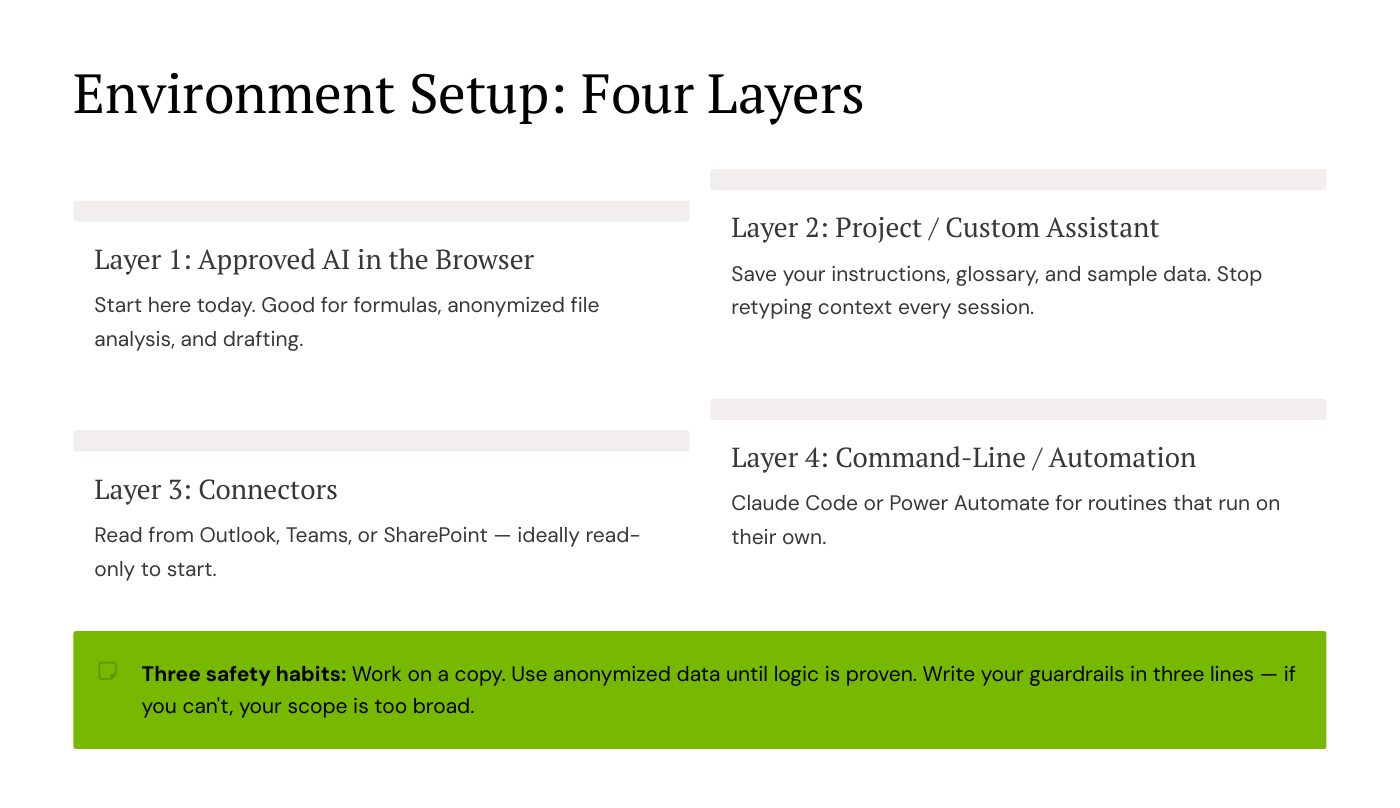 Environment Setup: Four Layers
Layer 1: Approved AI in the Browser
Start here today. Good for formulas, anonymized file
analysis, and drafting.
Layer 2: Project / Custom Assistant
Save your instructions, glossary, and sample data. Stop
retyping context every session.
Layer 3: Connectors
Read from Outlook, Teams, or SharePoint — ideally read-
only to start.
Layer 4: Command-Line / Automation
Claude Code or Power Automate for routines that run on
their own.
Three safety habits: Work on a copy. Use anonymized data until logic is proven. Write your guardrails in three lines — if
you can't, your scope is too broad.